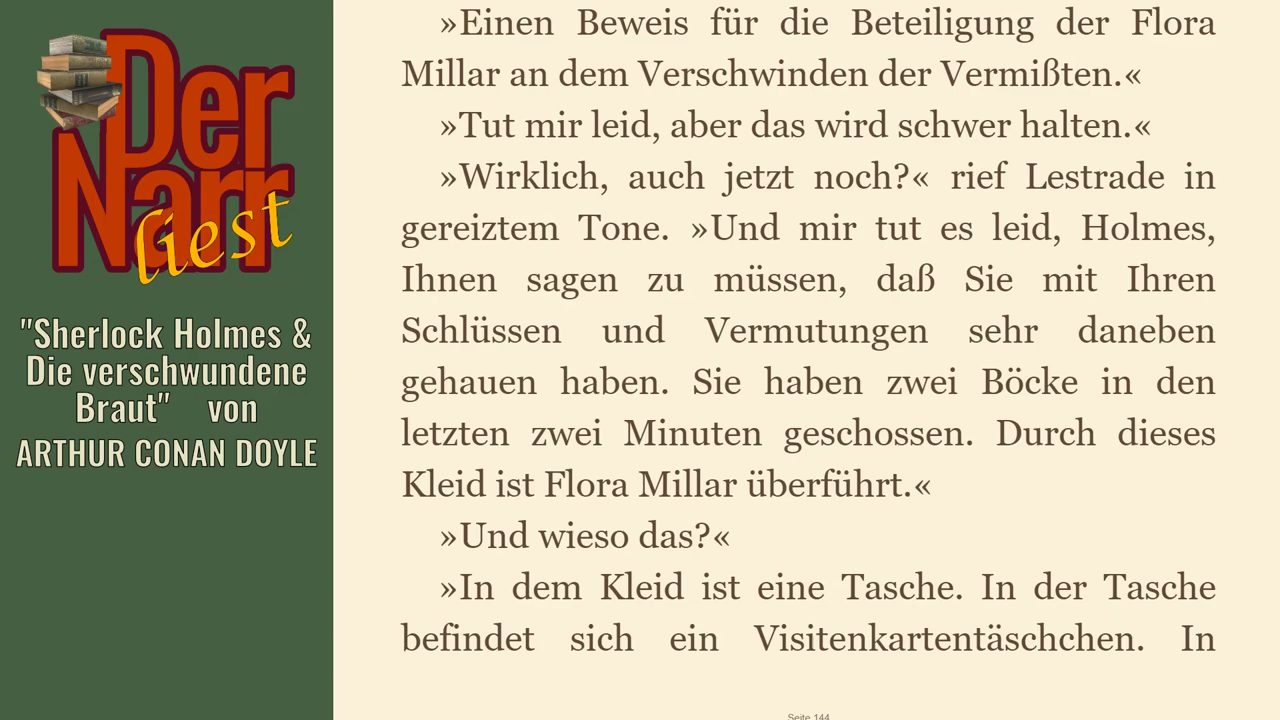 Der
Narr
liest
"Sherlock Holmes &
Die verschwundene
Braut" von
ARTHUR CONAN DOYLE
»Einen Beweis für die Beteiligung der Flora
Millar an dem Verschwinden der Vermißten.«
»Tut mir leid, aber das wird schwer halten.«
»Wirklich, auch jetzt noch?« rief Lestrade in
gereiztem Tone. »Und mir tut es leid, Holmes,
Ihnen sagen zu müssen, daß Sie mit Ihren
Schlüssen und Vermutungen sehr daneben
gehauen haben. Sie haben zwei Böcke in den
letzten zwei Minuten geschossen. Durch dieses
Kleid ist Flora Millar überführt.«
»Und wieso das?«
»In dem Kleid ist eine Tasche. In der Tasche
befindet sich ein Visitenkartentäschchen. In
Seite 144